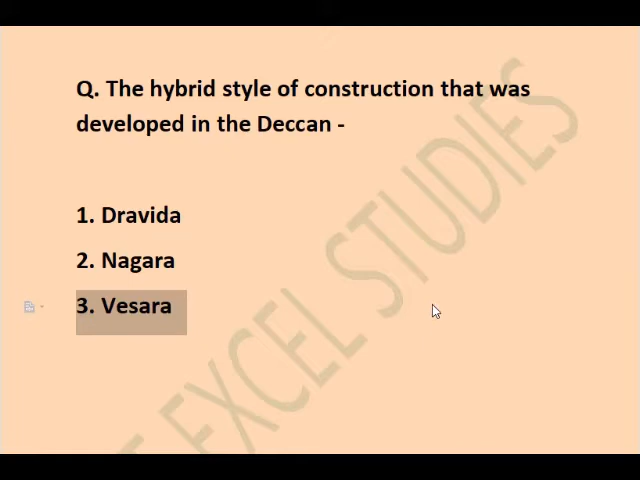 Q. The hybrid style of construction that was
developed in the Deccan -
1. Dravida
2. Nagara
3. Vesara
EXCEL STUDIES